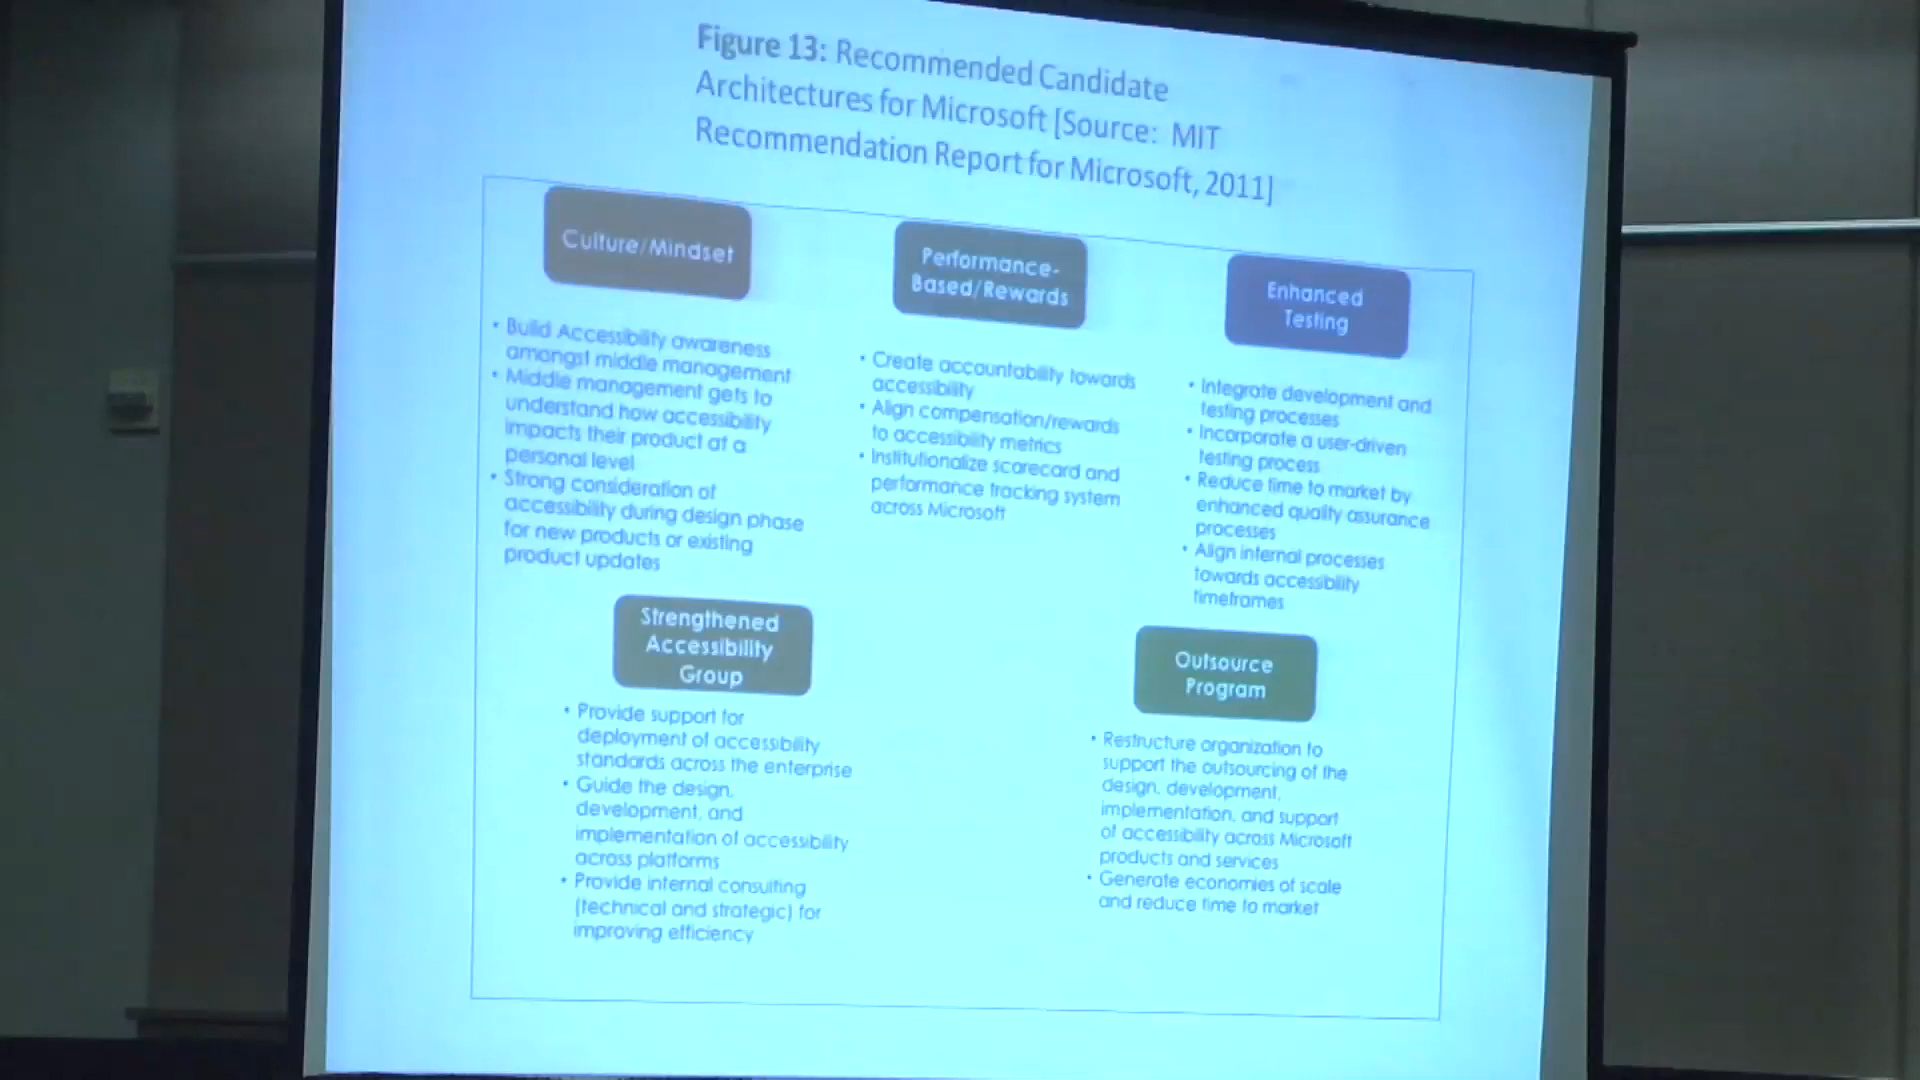 Figure 13: Recommended Candidate
Architectures for Microsoft [Source: MIT
Recommendation Report for Microsoft, 2011]
Culture/Mindset
• Build Accessibility awareness
amongst middle management
• Middle management gets to
understand how accessibility
impacts their product at a
personal level
• Strong consideration of
accessibility during design phase
for new products or existing
product updates
Performance-
Based/Rewards
• Create accountability towards
accessibility
• Align compensation/rewards
to accessibility metrics
• Institutionalize scorecard and
performance tracking system
across Microsoft
Enhanced
Testing
• Integrate development and
testing processes
• Incorporate a user-driven
testing process
• Reduce time to market by
enhanced quality assurance
processes
• Align internal processes
towards accessibility
timeframes
Strengthened
Accessibility
Group
• Provide support for
deployment of accessibility
standards across the enterprise
• Guide the design,
development, and
implementation of accessibility
across platforms
• Provide internal consulting
(technical and strategic) for
improving efficiency
Outsource
Program
• Restructure organization to
support the outsourcing of the
design, development,
implementation, and support
of accessibility across Microsoft
products and services
• Generate economies of scale
and reduce time to market